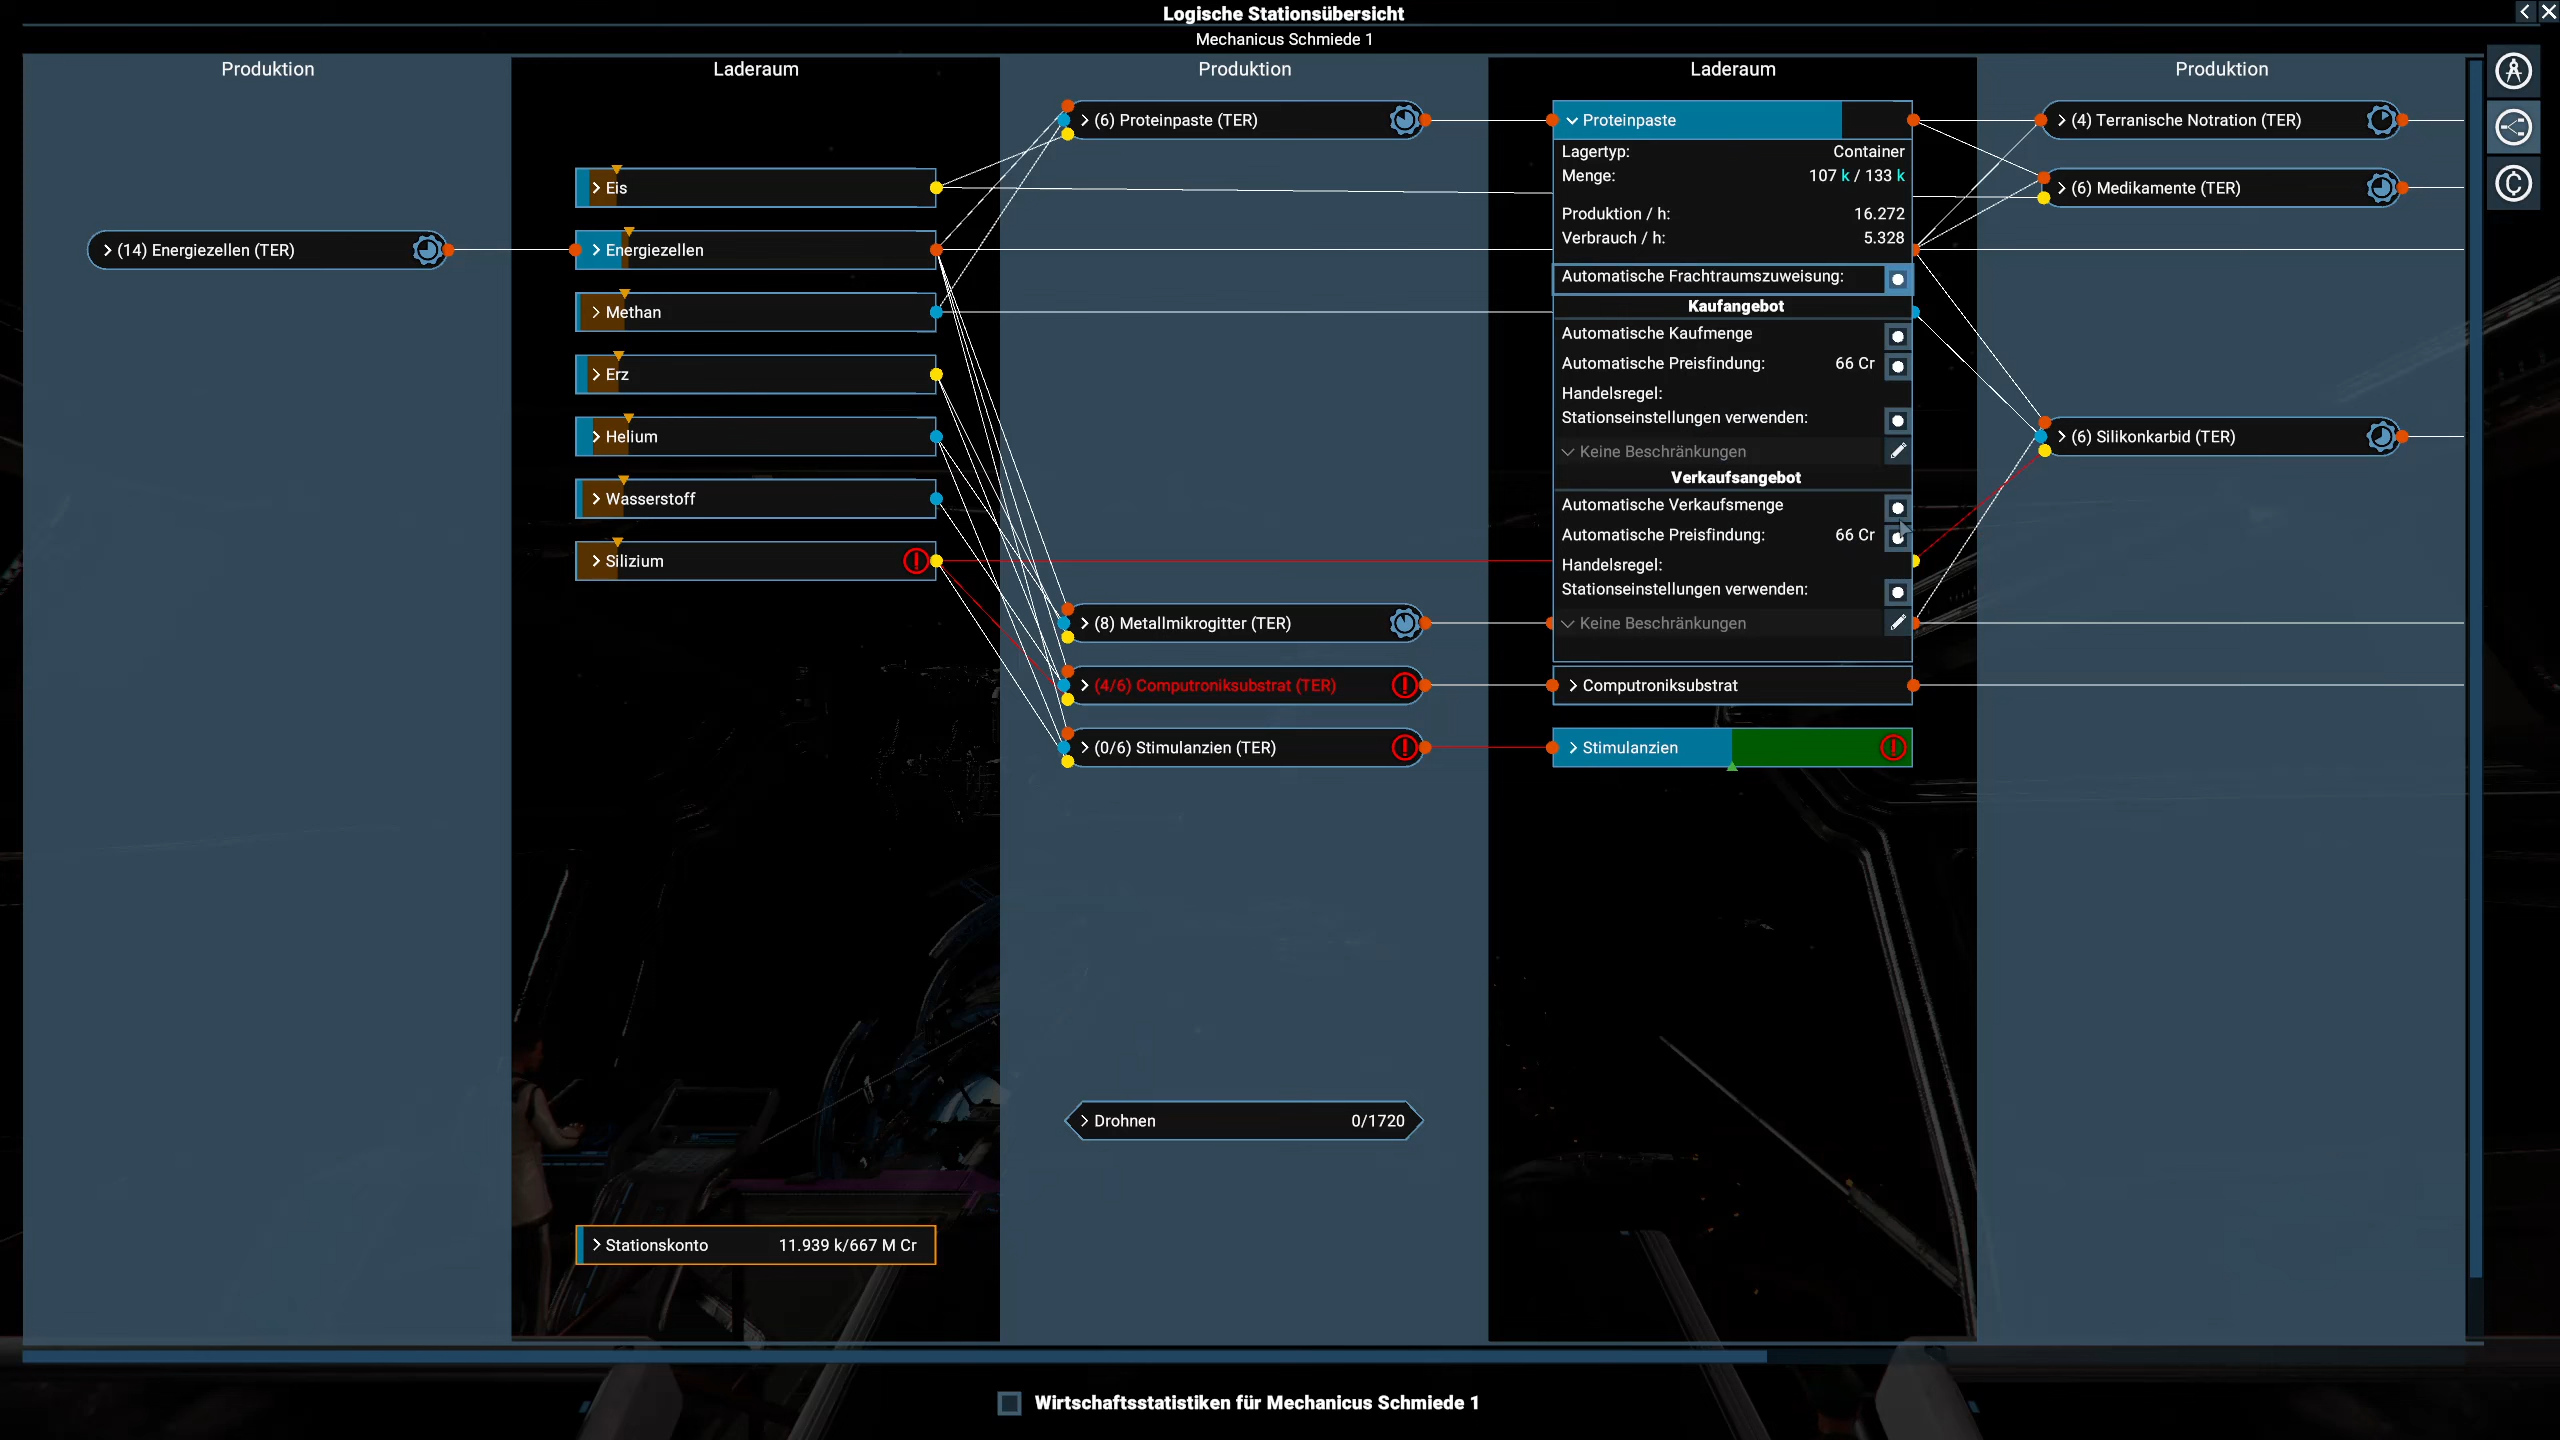 Logische Stationsübersicht
Mechanicus Schmiede 1
Produktion
Laderaum
Produktion
Laderaum
Produktion
(14) Energiezellen (TER)
Eis
Energiezellen
Methan
Erz
Helium
Wasserstoff
Silizium
Stationskonto 11.939 k/667 M Cr
(6) Proteinpaste (TER)
(8) Metallmikrogitter (TER)
(4/6) Computroniksubstrat (TER)
(0/6) Stimulanzien (TER)
Drohnen 0/1720
Proteinpaste
Lagertyp: Container
Menge: 107 k / 133 k
Produktion / h: 16.272
Verbrauch / h: 5.328
Automatische Frachtraumszuweisung:
Kaufangebot
Automatische Kaufmenge
Automatische Preisfindung: 66 Cr
Handelsregel:
Stationseinstellungen verwenden:
Keine Beschränkungen
Verkaufsangebot
Automatische Verkaufsmenge
Automatische Preisfindung: 66 Cr
Handelsregel:
Stationseinstellungen verwenden:
Keine Beschränkungen
Computroniksubstrat
Stimulanzien
(4) Terranische Notration (TER)
(6) Medikamente (TER)
(6) Silikonkarbid (TER)
Wirtschaftsstatistiken für Mechanicus Schmiede 1